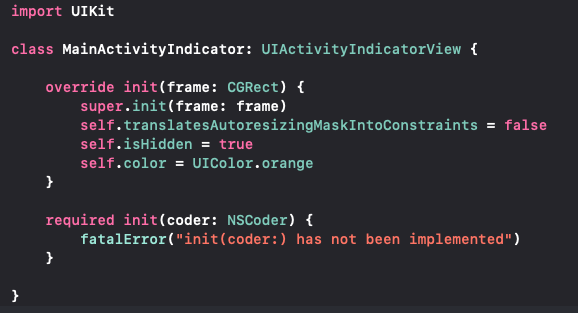 import UIKit
class MainActivityIndicator: UIActivityIndicatorView {
override init(frame: CGRect) {
super.init(frame: frame)
self.translatesAutoresizingMaskIntoConstraints = false
self.isHidden = true
self.color = UIColor.orange
}
required init(coder: NSCoder) {
fatalError("init(coder:) has not been implemented")
}
}